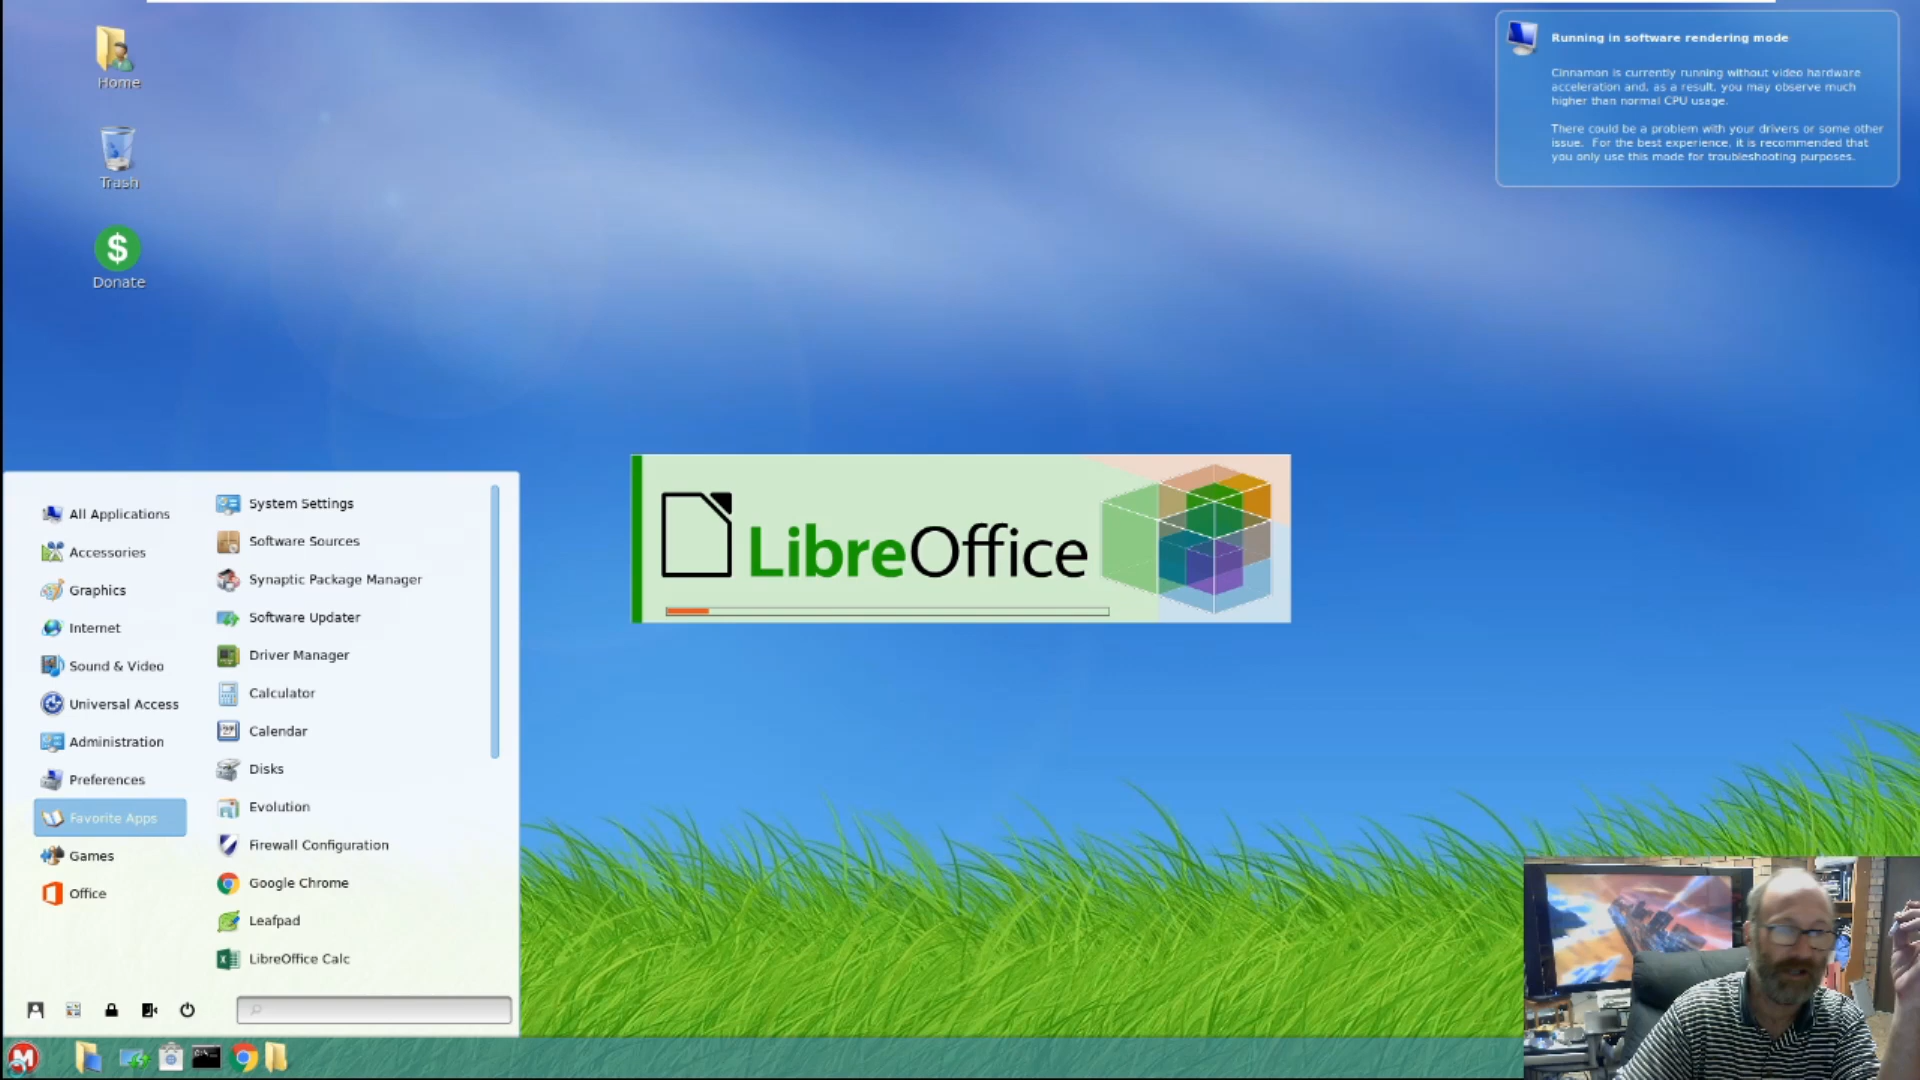 Home
Trash
Donate
Running in software rendering mode
Cinnamon is currently running without video hardware
acceleration and, as a result, you may observe much
higher than normal CPU usage.
There could be a problem with your drivers or some other
issue.  For the best experience, it is recommended that
you only use this mode for troubleshooting purposes.
LibreOffice
All Applications
Accessories
Graphics
Internet
Sound & Video
Universal Access
Administration
Preferences
Favorite Apps
Games
Office
System Settings
Software Sources
Synaptic Package Manager
Software Updater
Driver Manager
Calculator
Calendar
Disks
Evolution
Firewall Configuration
Google Chrome
Leafpad
LibreOffice Calc